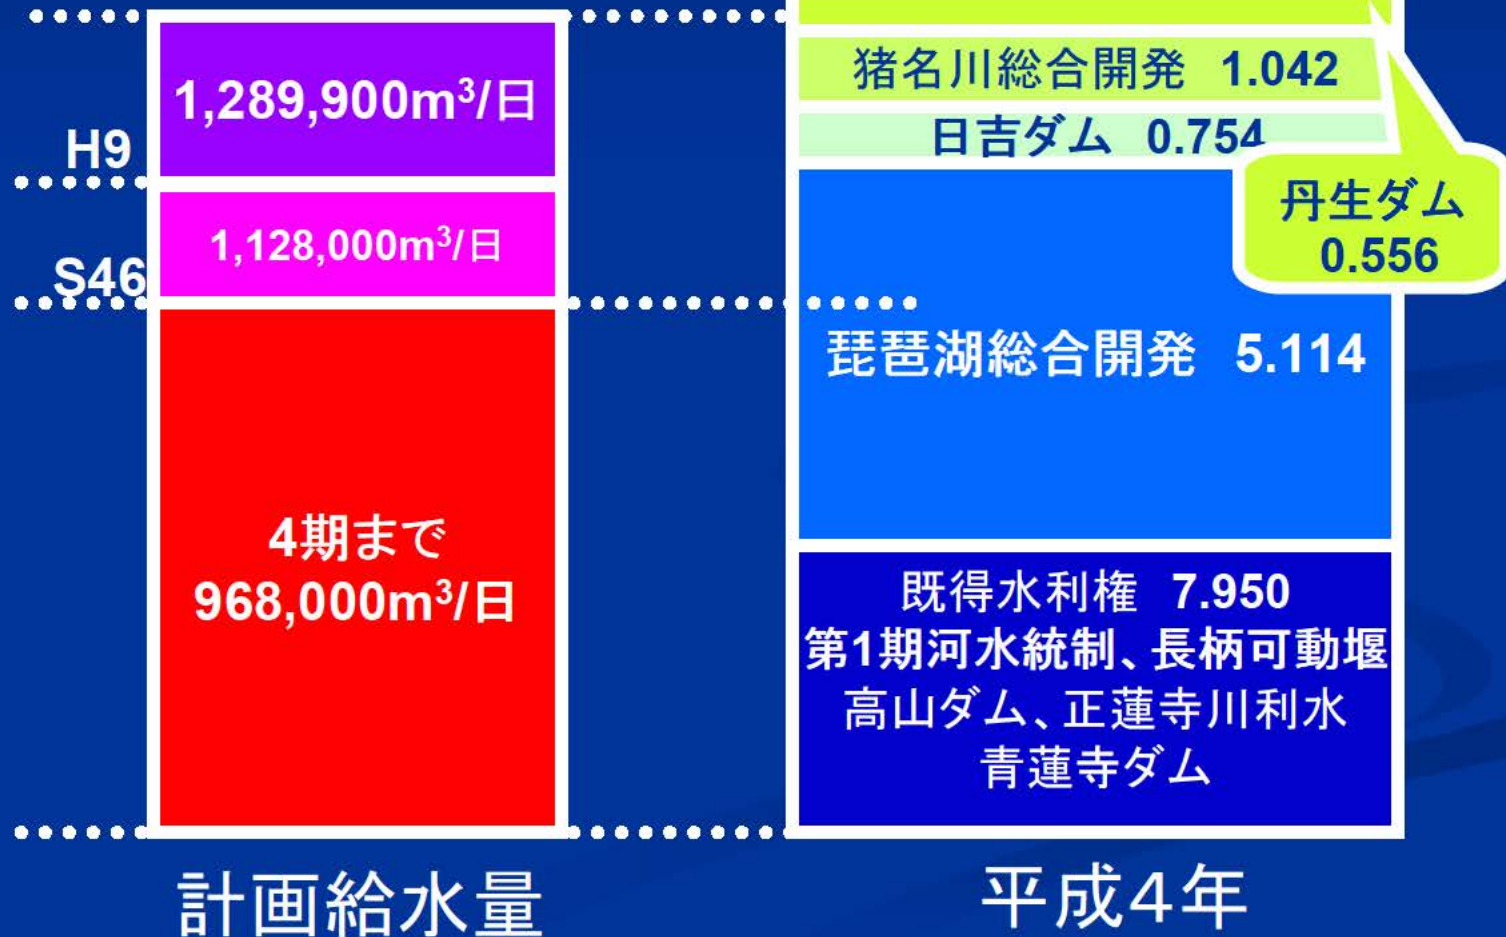 1,289,900m³/日
H9
1,128,000m³/日
S46
4期まで
968,000m³/日
計画給水量
猪名川総合開発 1.042
日吉ダム 0.754
丹生ダム
0.556
琵琶湖総合開発 5.114
既得水利権 7.950
第1期河水統制、長柄可動堰
高山ダム、正蓮寺川利水
青蓮寺ダム
平成4年